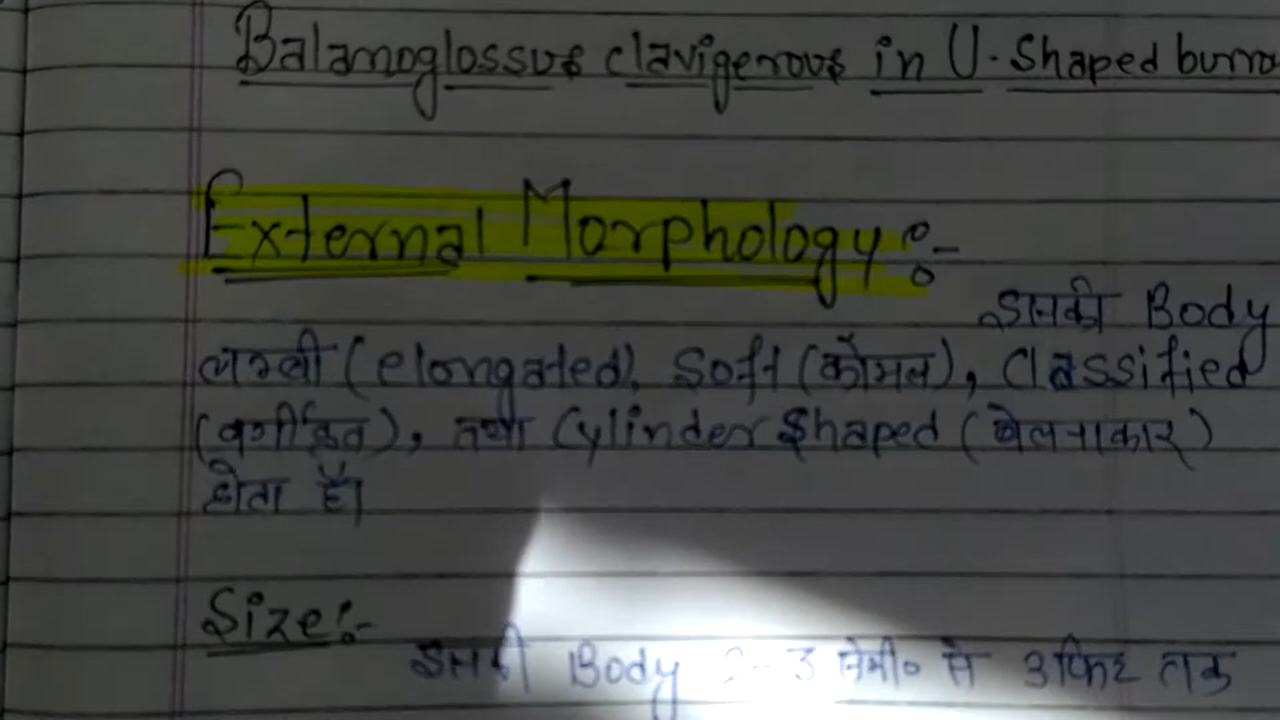 Balanoglossus clavigerous in U-Shaped burro
External Morphology :-
इसकी Body
लम्बी (elongated), Soft (कोमल), Classified
(वर्गीकृत), तथा Cylinder Shaped (बेलनाकार)
होता है।
Size:-
इसकी Body 2-3 सेमी० से 3 फिट तक